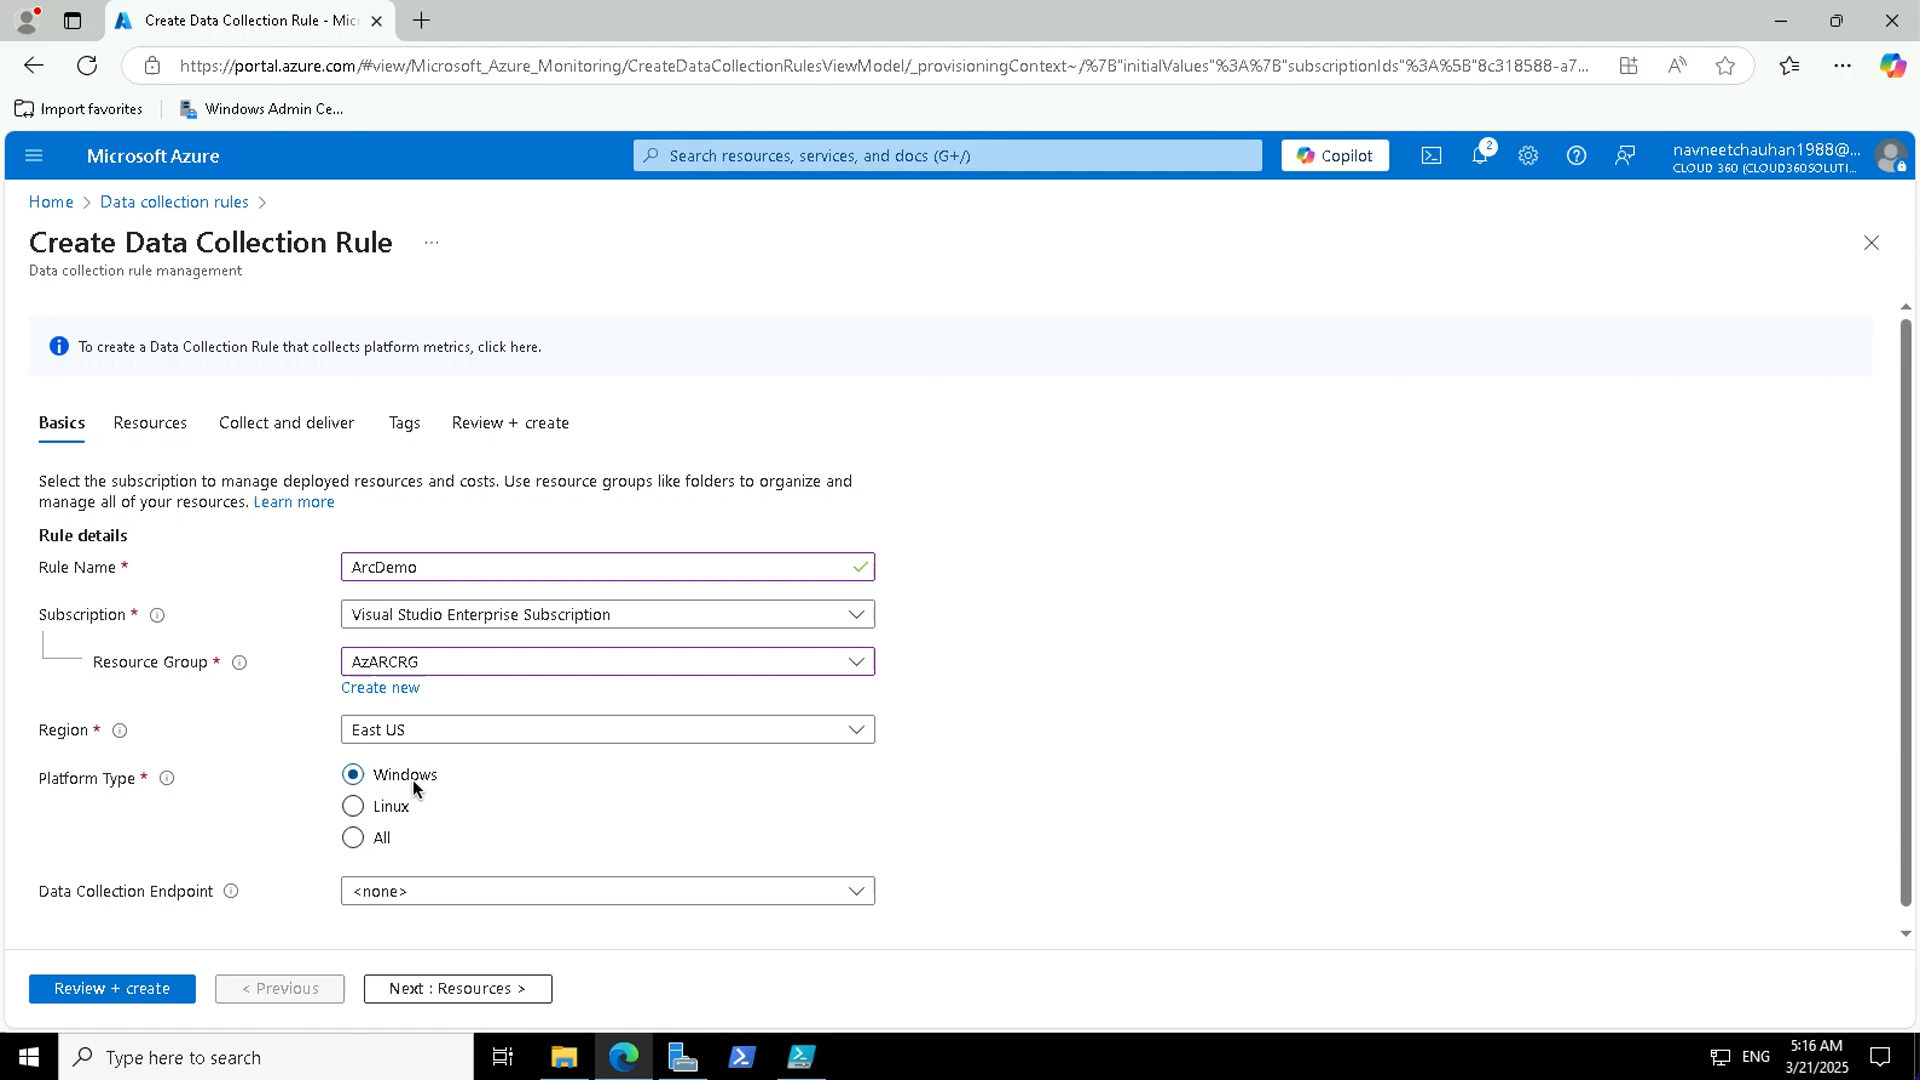 Create Data Collection Rule - Mic
https://portal.azure.com/#view/Microsoft_Azure_Monitoring/CreateDataCollectionRulesViewModel/_provisioningContext~/%7B"initialValues"%3A%7B"subscriptionIds"%3A%5B"8c318588-a7...
Import favorites
Windows Admin Ce...
Microsoft Azure
Search resources, services, and docs (G+/)
Copilot
2
navneetchauhan1988@...
CLOUD 360 (CLOUD360SOLUTI...
Home > Data collection rules >
Create Data Collection Rule ...
Data collection rule management
To create a Data Collection Rule that collects platform metrics, click here.
Basics Resources Collect and deliver Tags Review + create
Select the subscription to manage deployed resources and costs. Use resource groups like folders to organize and
manage all of your resources. Learn more
Rule details
Rule Name *
ArcDemo
Subscription *
Visual Studio Enterprise Subscription
Resource Group *
AzARCRG
Create new
Region *
East US
Platform Type *
Windows
Linux
All
Data Collection Endpoint
<none>
Review + create
< Previous
Next : Resources >
Type here to search
ENG
5:16 AM
3/21/2025